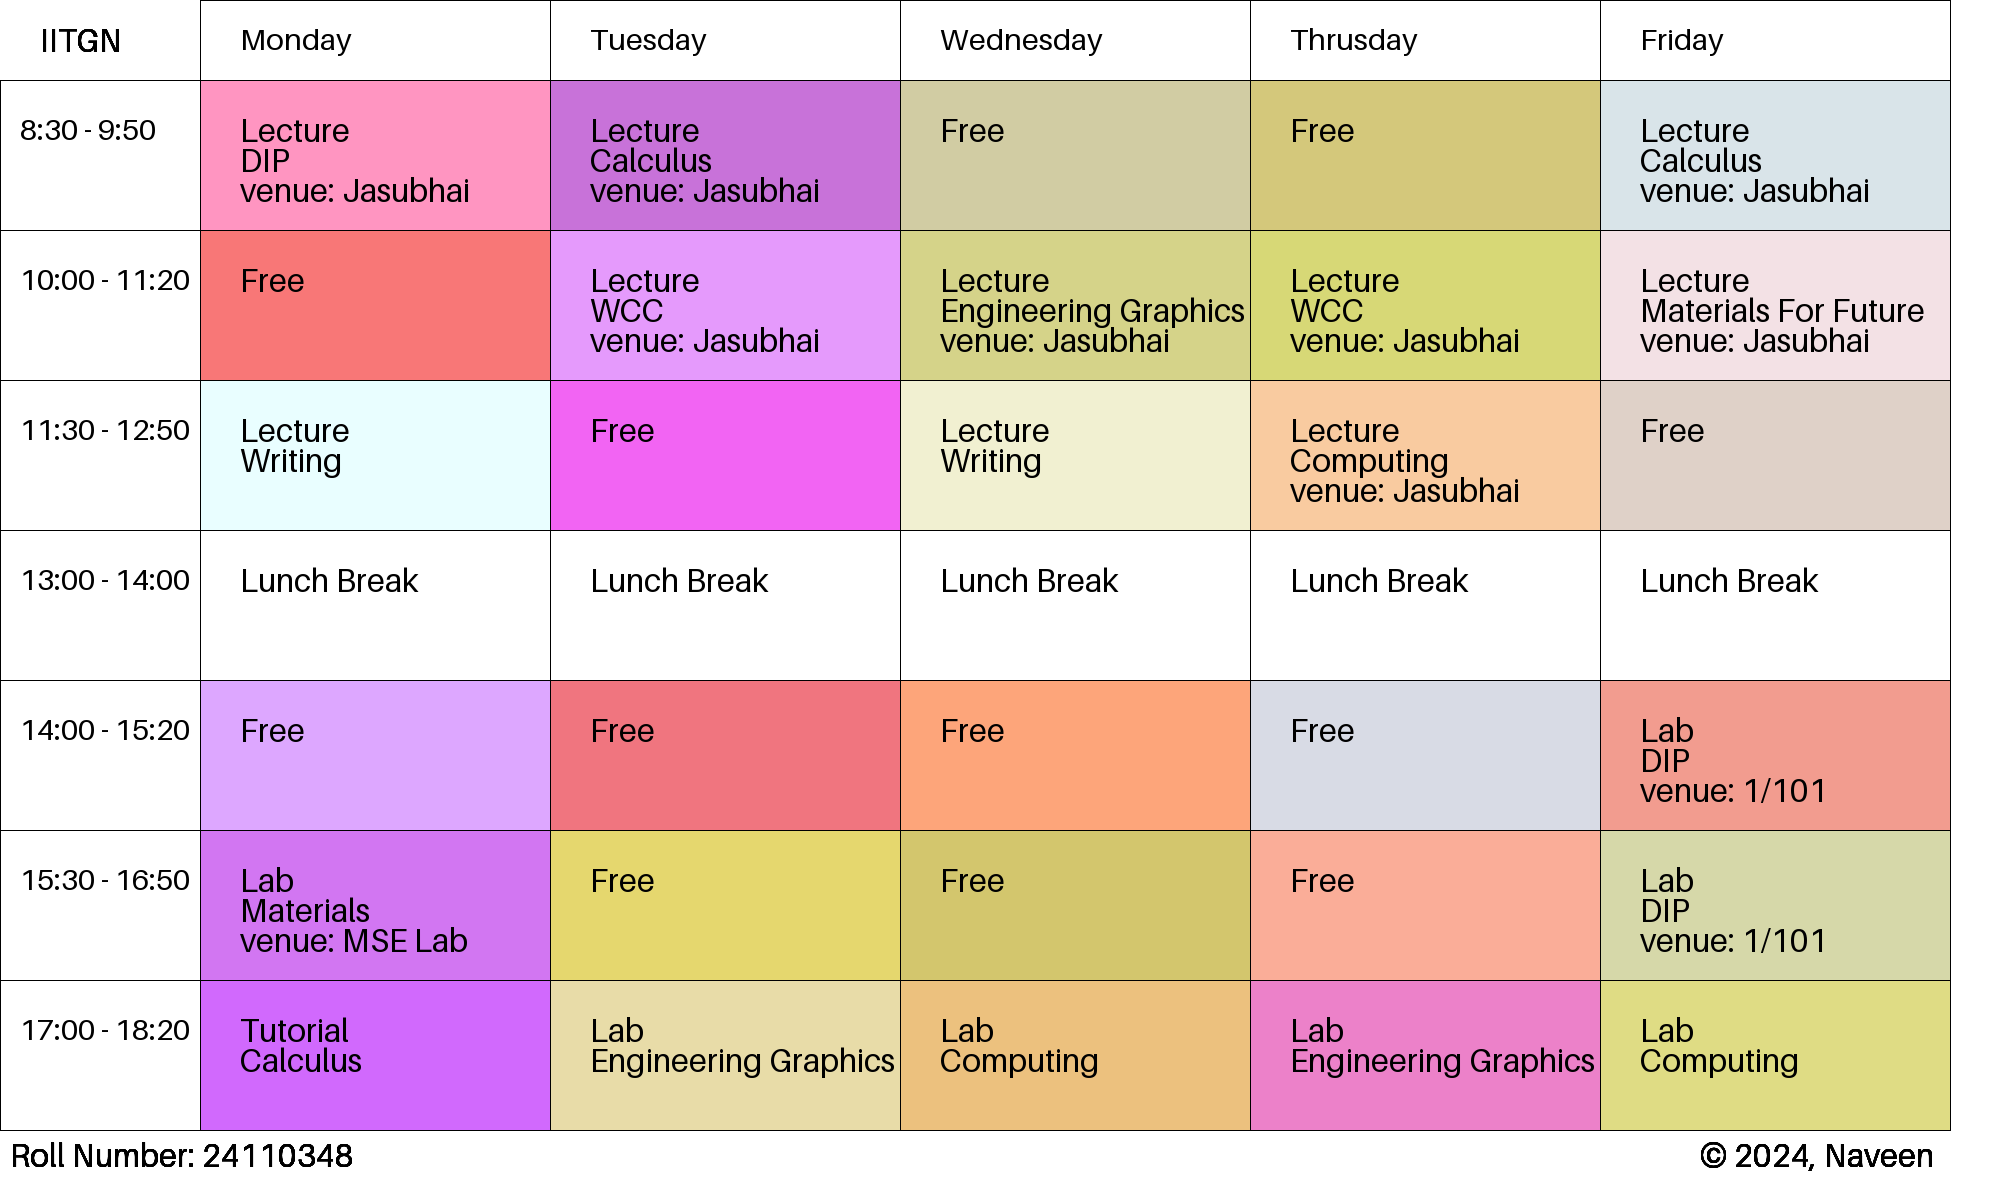 IITGN
Monday
Tuesday
Wednesday
Thrusday
Friday
8:30 - 9:50
Lecture
DIP
venue: Jasubhai
Lecture
Calculus
venue: Jasubhai
Free
Free
Lecture
Calculus
venue: Jasubhai
10:00 - 11:20
Free
Lecture
WCC
venue: Jasubhai
Lecture
Engineering Graphics
venue: Jasubhai
Lecture
WCC
venue: Jasubhai
Lecture
Materials For Future
venue: Jasubhai
11:30 - 12:50
Lecture
Writing
Free
Lecture
Writing
Lecture
Computing
venue: Jasubhai
Free
13:00 - 14:00
Lunch Break
Lunch Break
Lunch Break
Lunch Break
Lunch Break
14:00 - 15:20
Free
Free
Free
Free
Lab
DIP
venue: 1/101
15:30 - 16:50
Lab
Materials
venue: MSE Lab
Free
Free
Free
Lab
DIP
venue: 1/101
17:00 - 18:20
Tutorial
Calculus
Lab
Engineering Graphics
Lab
Computing
Lab
Engineering Graphics
Lab
Computing
Roll Number: 24110348
© 2024, Naveen